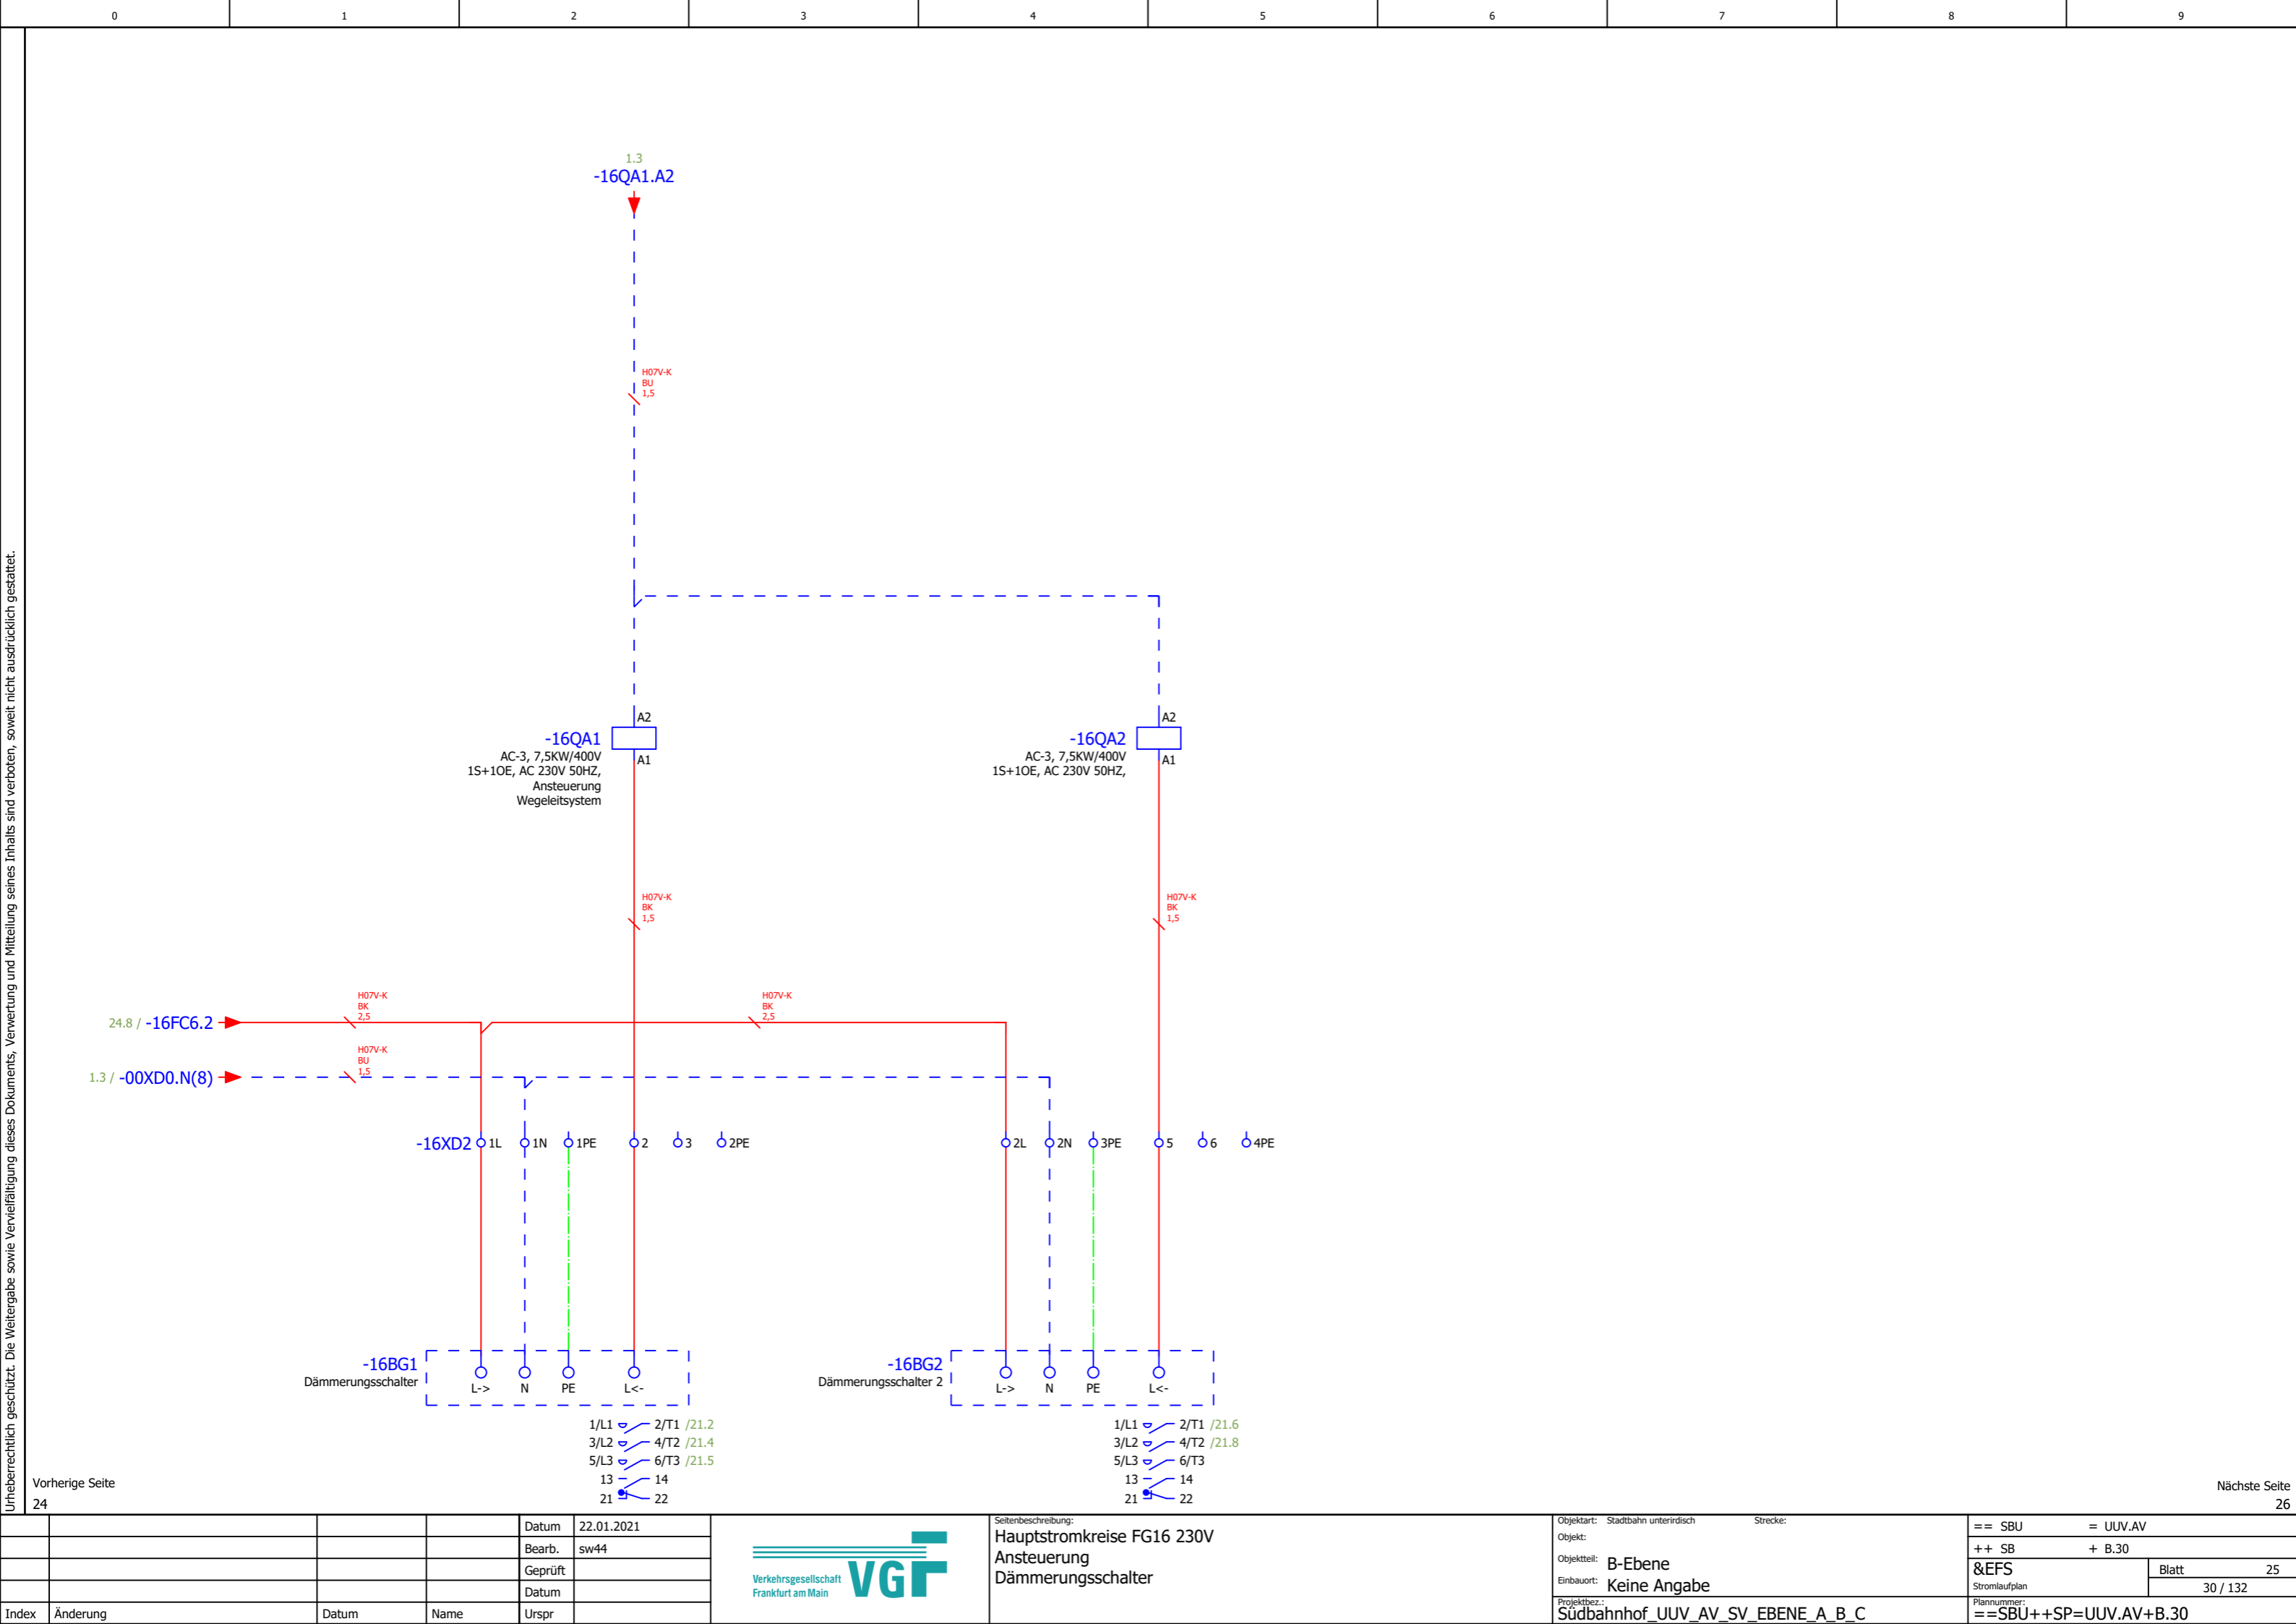 0 1 2 3 4 5 6 7 8 9
Urheberrechtlich geschützt. Die Weitergabe sowie Vervielfältigung dieses Dokuments, Verwertung und Mitteilung seines Inhalts sind verboten, soweit nicht ausdrücklich gestattet.
1.3
-16QA1.A2
H07V-K
BU
1,5
A2 A2
-16QA1 -16QA2
AC-3, 7,5KW/400V A1 AC-3, 7,5KW/400V A1
1S+1OE, AC 230V 50HZ, 1S+1OE, AC 230V 50HZ,
Ansteuerung
Wegeleitsystem
H07V-K H07V-K
BK BK
1,5 1,5
H07V-K H07V-K
BK BK
2,5 2,5
24.8 / -16FC6.2
H07V-K
BU
1,5
1.3 / -00XD0.N(8)
-16XD2 1L 1N 1PE 2 3 2PE 2L 2N 3PE 5 6 4PE
-16BG1 -16BG2
Dämmerungsschalter Dämmerungsschalter 2
L-> N PE L<- L-> N PE L<-
1/L1 2/T1 /21.2 1/L1 2/T1 /21.6
3/L2 4/T2 /21.4 3/L2 4/T2 /21.8
5/L3 6/T3 /21.5 5/L3 6/T3
13 14 13 14
21 22 21 22
Vorherige Seite
24
Nächste Seite
26
Datum 22.01.2021
Bearb. sw44
Geprüft
Datum
Index Änderung Datum Name Urspr
Verkehrsgesellschaft
Frankfurt am Main
VGF
Seitenbeschreibung:
Hauptstromkreise FG16 230V
Ansteuerung
Dämmerungsschalter
Objektart: Stadtbahn unterirdisch Strecke:
Objekt:
Objektteil: B-Ebene
Einbauort: Keine Angabe
Projektbez.:
Südbahnhof_UUV_AV_SV_EBENE_A_B_C
== SBU = UUV.AV
++ SB + B.30
&EFS Blatt 25
Stromlaufplan 30 / 132
Plannummer:
==SBU++SP=UUV.AV+B.30